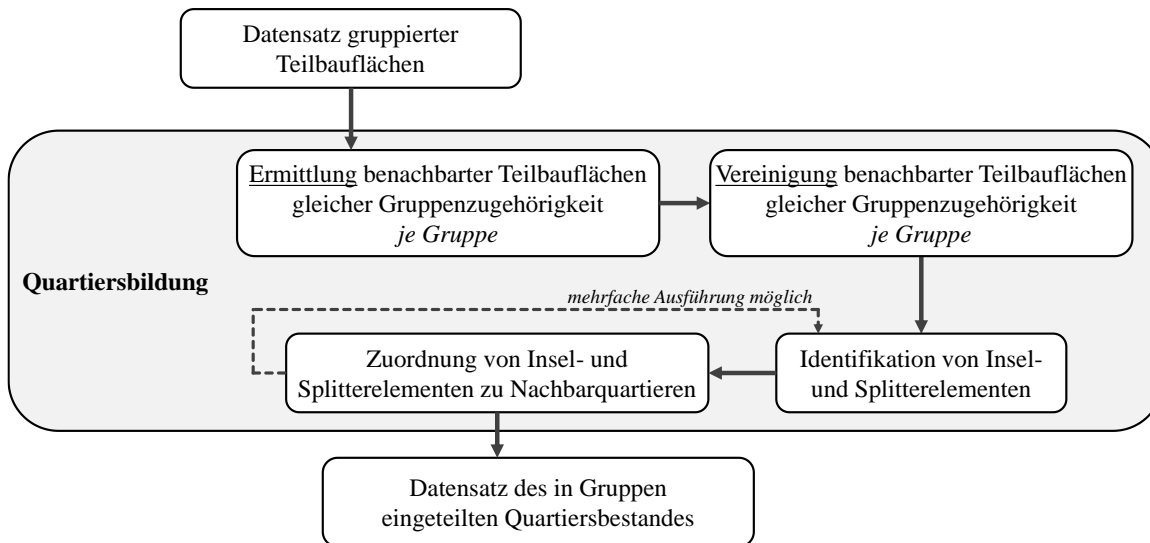 Datensatz gruppierter
Teilbauflächen
Ermittlung benachbarter Teilbauflächen
gleicher Gruppenzugehörigkeit
je Gruppe
Vereinigung benachbarter Teilbauflächen
gleicher Gruppenzugehörigkeit
je Gruppe
Quartiersbildung
mehrfache Ausführung möglich
Zuordnung von Insel- und
Splitterelementen zu Nachbarquartieren
Identifikation von Insel-
und Splitterelementen
Datensatz des in Gruppen
eingeteilten Quartiersbestandes